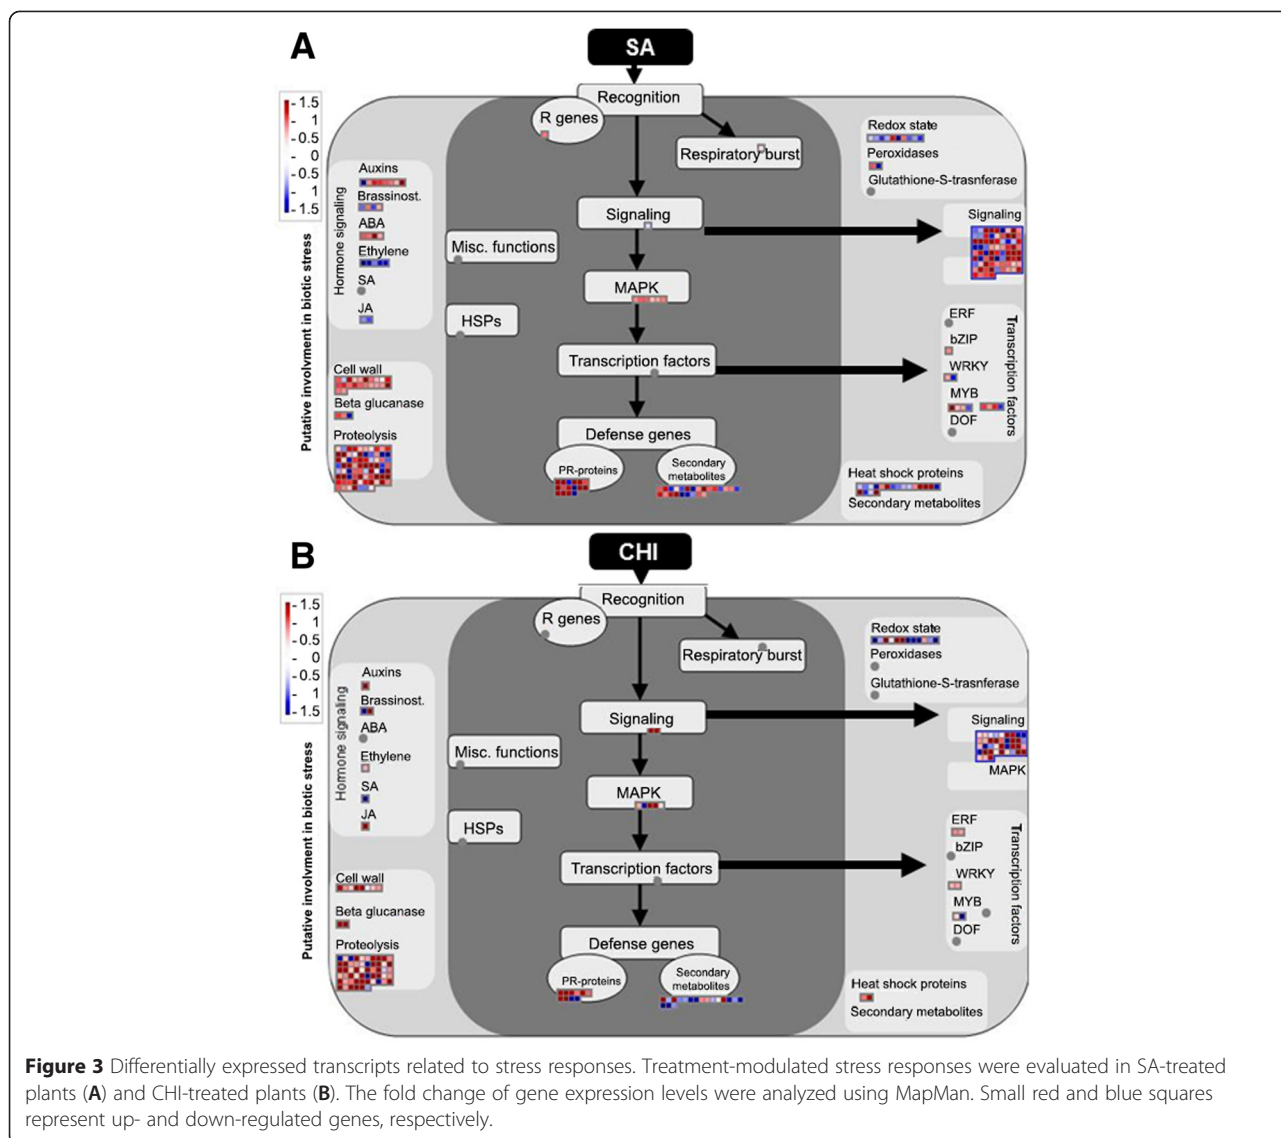 A
SA
Recognition
R genes
Respiratory burst
Signaling
Misc. functions
MAPK
HSPs
Transcription factors
Defense genes
PR-proteins
Secondary
metabolites
- 1.5
1
- 0.5
- 0
- 0.5
1
- 1.5
Putative involvment in biotic stress
Hormone signaling
Auxins
Brassinost.
ABA
Ethylene
SA
JA
Cell wall
Beta glucanase
Proteolysis
Redox state
Peroxidases
Glutathione-S-trasnferase
Signaling
ERF
bZIP
WRKY
MYB
DOF
Transcription factors
Heat shock proteins
Secondary metabolites
B
CHI
Recognition
R genes
Respiratory burst
Signaling
Misc. functions
MAPK
HSPs
Transcription factors
Defense genes
PR-proteins
Secondary
metabolites
- 1.5
- 1
- 0.5
- 0
- 0.5
- 1
- 1.5
Putative involvment in biotic stress
Hormone signaling
Auxins
Brassinost.
ABA
Ethylene
SA
JA
Cell wall
Beta glucanase
Proteolysis
Redox state
Peroxidases
Glutathione-S-trasnferase
Signaling
MAPK
ERF
bZIP
WRKY
MYB
DOF
Transcription factors
Heat shock proteins
Secondary metabolites
Figure 3 Differentially expressed transcripts related to stress responses. Treatment-modulated stress responses were evaluated in SA-treated
plants (A) and CHI-treated plants (B). The fold change of gene expression levels were analyzed using MapMan. Small red and blue squares
represent up- and down-regulated genes, respectively.